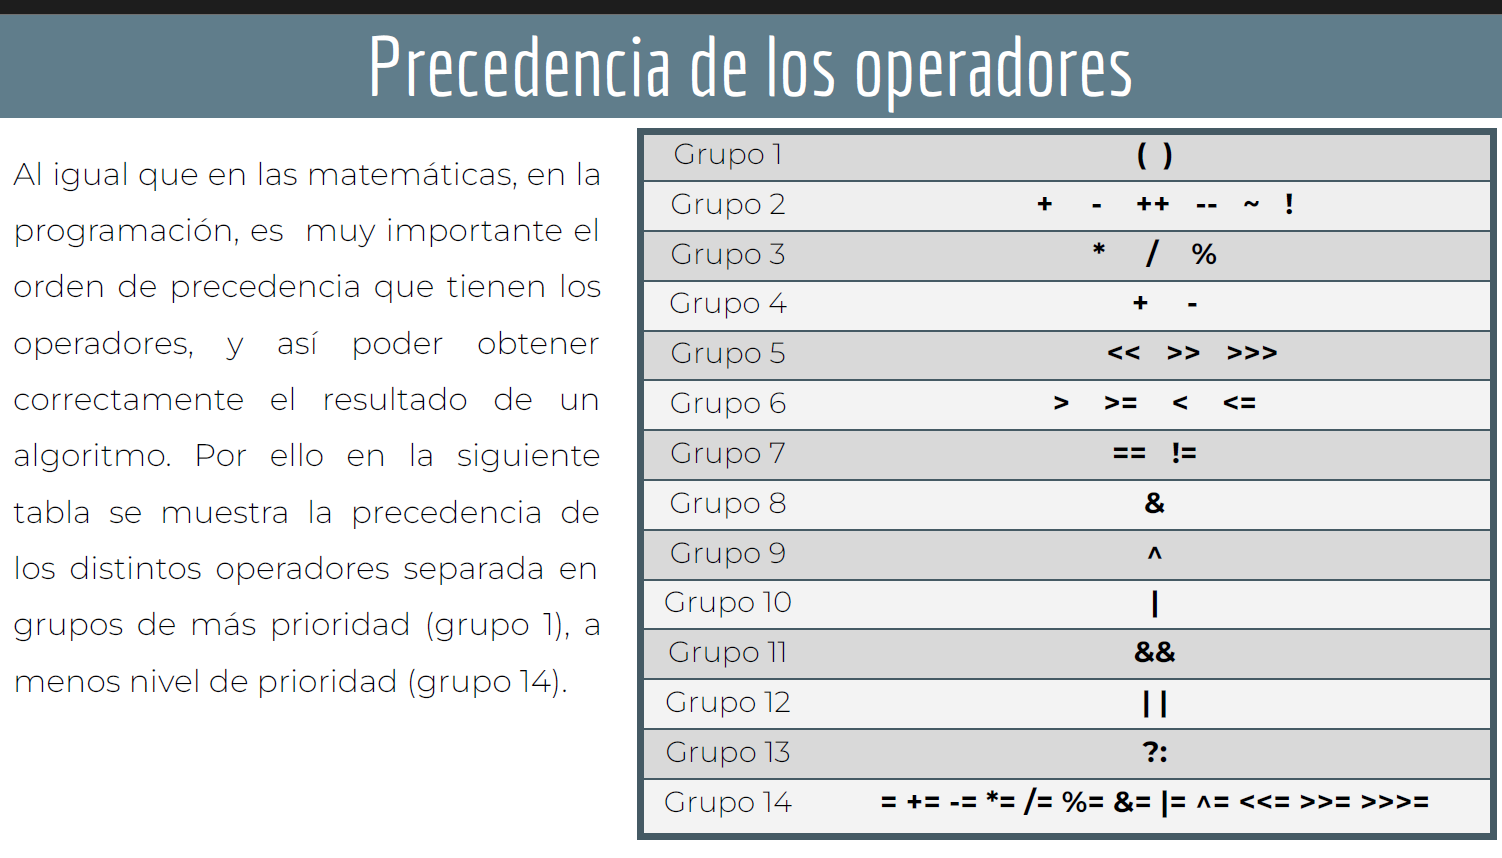 Precedencia de los operadores
Al igual que en las matemáticas, en la
programación, es muy importante el
orden de precedencia que tienen los
operadores, y así poder obtener
correctamente el resultado de un
algoritmo. Por ello en la siguiente
tabla se muestra la precedencia de
los distintos operadores separada en
grupos de más prioridad (grupo 1), a
menos nivel de prioridad (grupo 14).
Grupo 1 ( )
Grupo 2 + - ++ -- ~ !
Grupo 3 * / %
Grupo 4 + -
Grupo 5 << >> >>>
Grupo 6 > >= < <=
Grupo 7 == !=
Grupo 8 &
Grupo 9 ^
Grupo 10 |
Grupo 11 &&
Grupo 12 ||
Grupo 13 ?:
Grupo 14 = += -= *= /= %= &= |= ^= <<= >>= >>>=